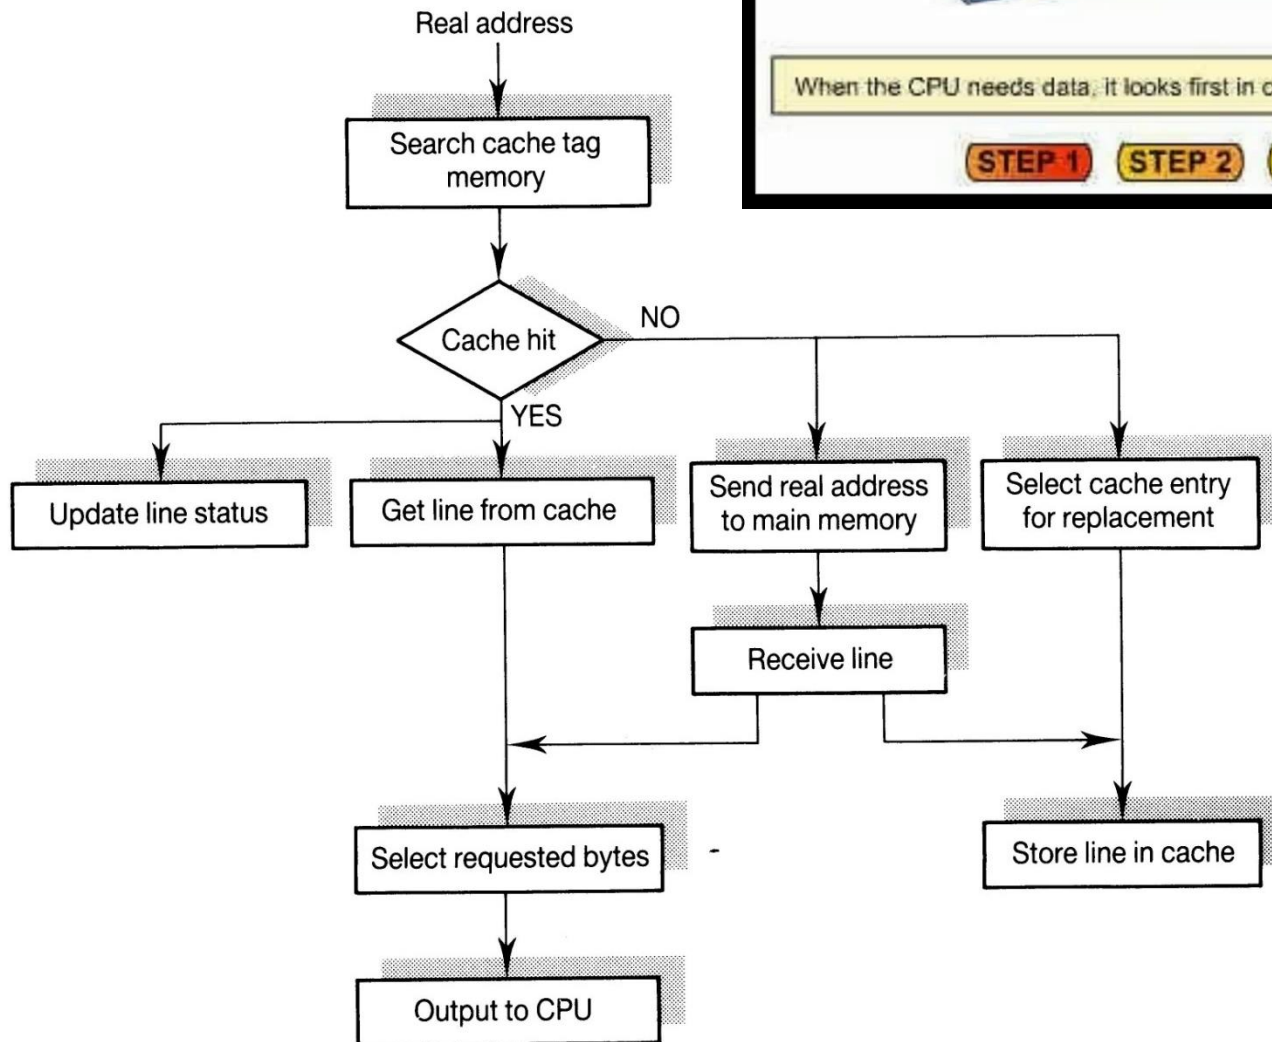 Real address
When the CPU needs data, it looks first in
STEP 1
STEP 2
Search cache tag
memory
Cache hit
NO
YES
Update line status
Get line from cache
Send real address
to main memory
Select cache entry
for replacement
Receive line
Select requested bytes
Store line in cache
Output to CPU